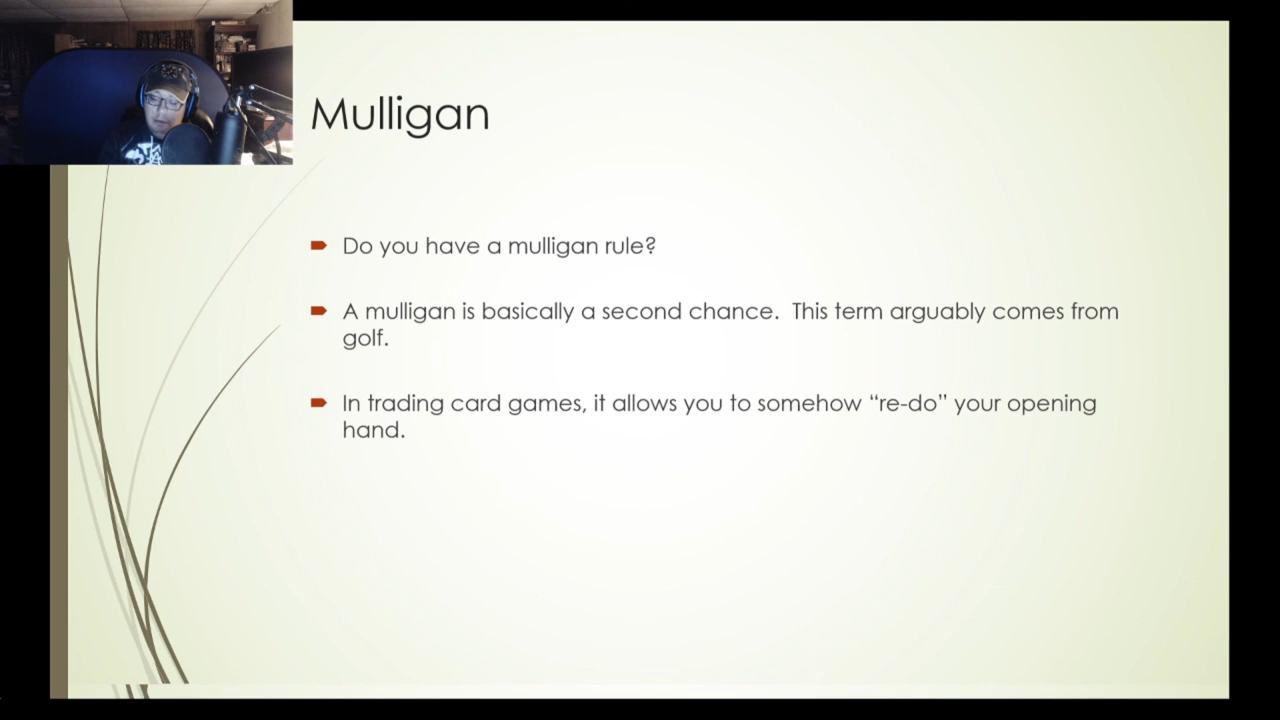 Mulligan
Do you have a mulligan rule?
A mulligan is basically a second chance.  This term arguably comes from
golf.
In trading card games, it allows you to somehow “re-do” your opening
hand.